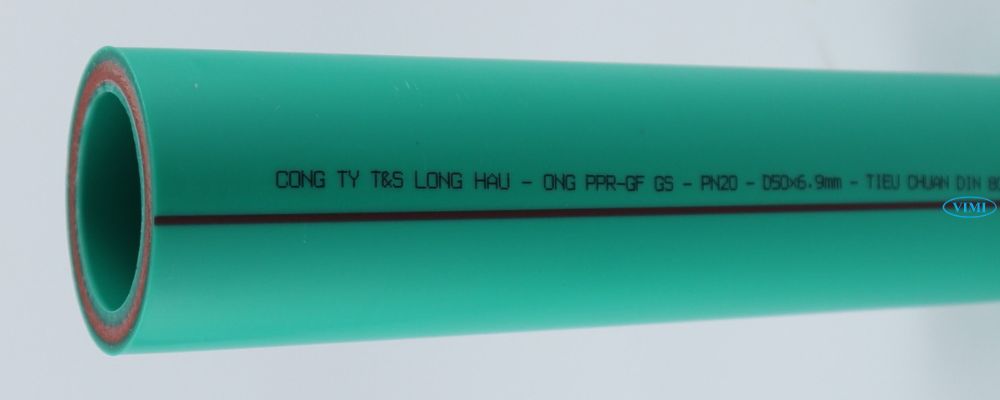 CONG TY T&S LONG HAU - ONG PPR-GF GS - PN20 - D50x6.9mm - TIEU CHUAN DIN
VIMI